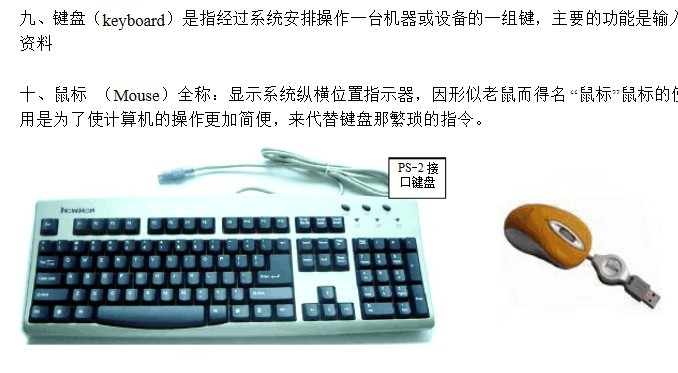 九、键盘（keyboard）是指经过系统安排操作一台机器或设备的一组键，主要的功能是输入
资料
十、鼠标 （Mouse）全称：显示系统纵横位置指示器，因形似老鼠而得名“鼠标”鼠标的使
用是为了使计算机的操作更加简便，来代替键盘那繁琐的指令。
PS-2 接
口键盘